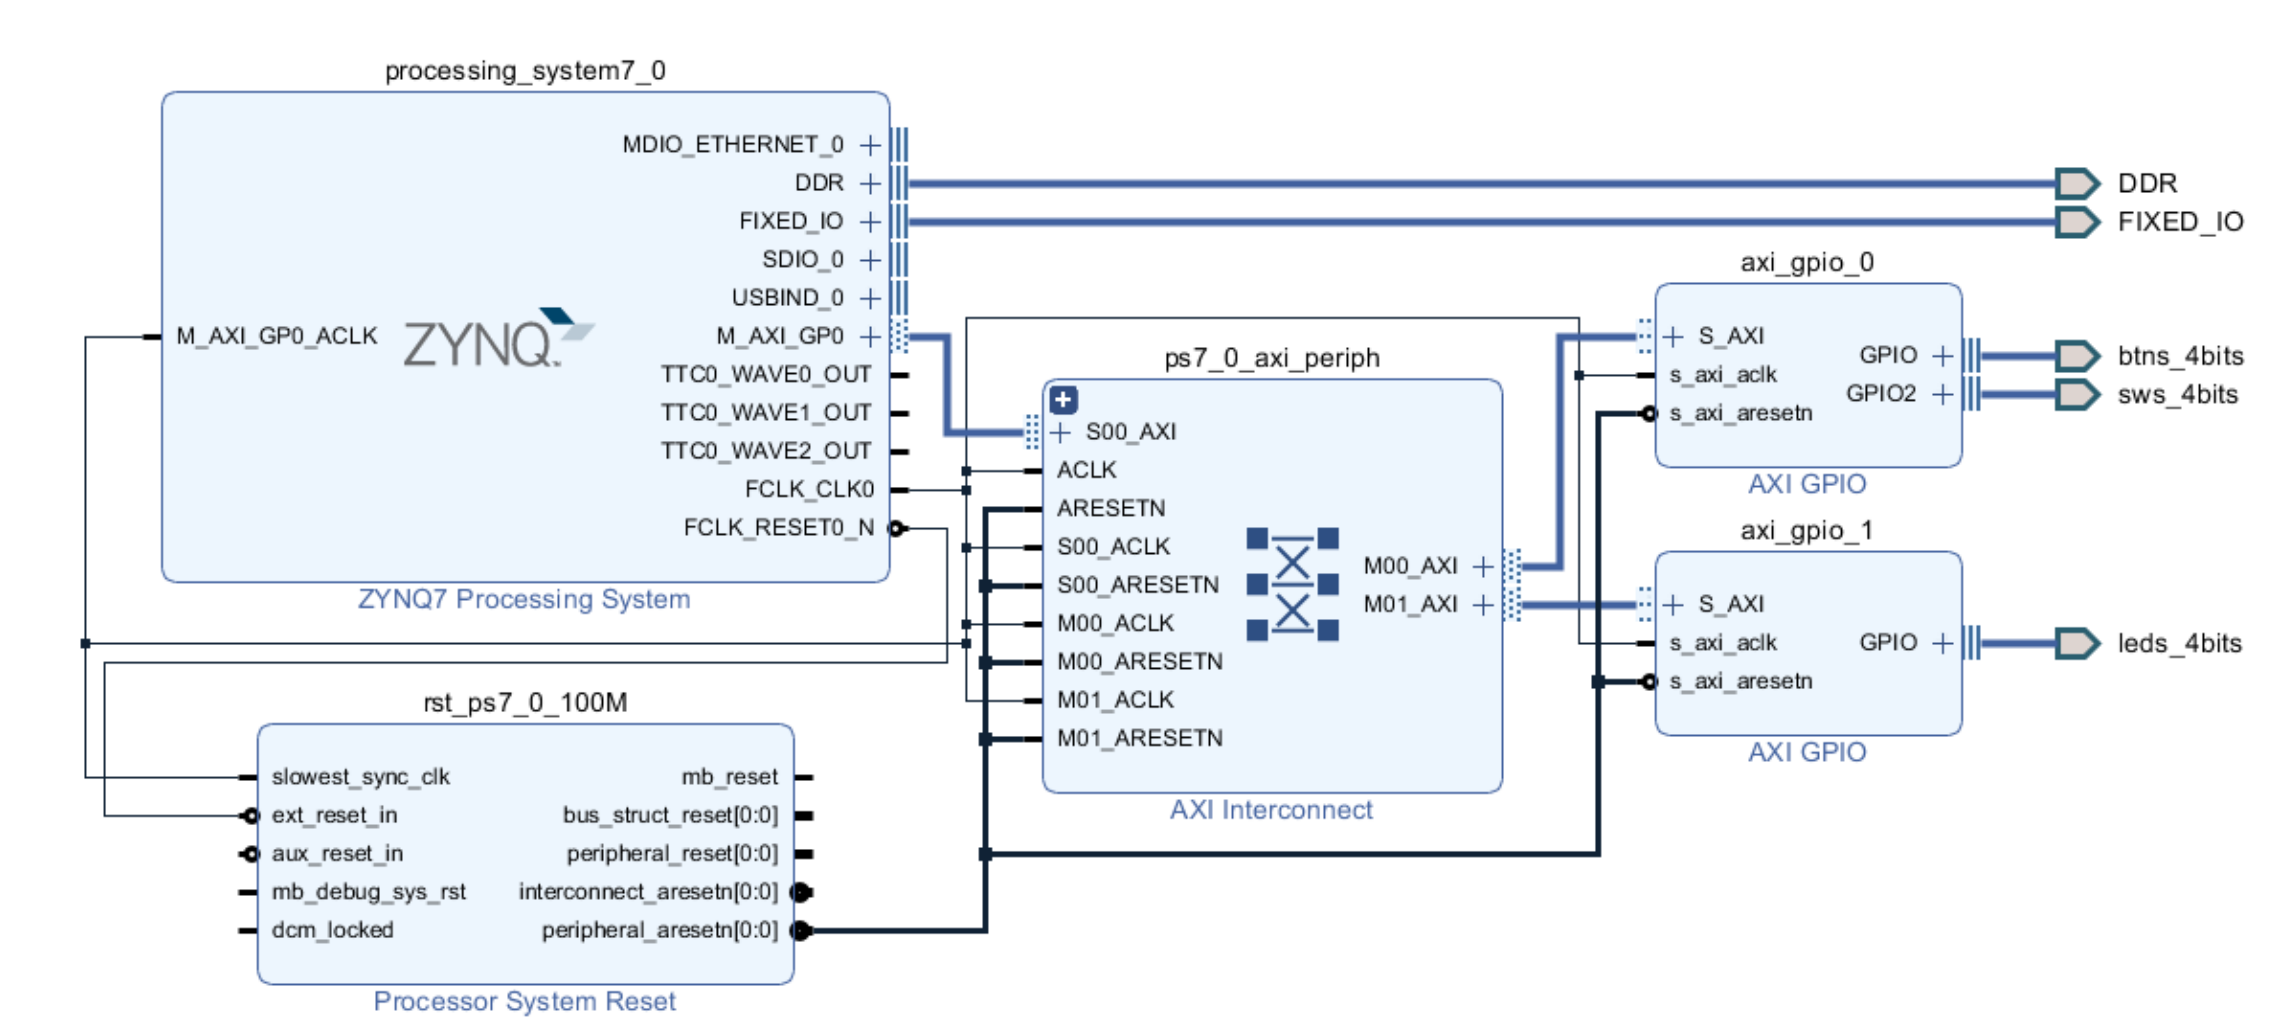 processing_system7_0
MDIO_ETHERNET_0
DDR
FIXED_IO
SDIO_0
USBIND_0
M_AXI_GP0_ACLK
ZYNQ
M_AXI_GP0
TTC0_WAVE0_OUT
TTC0_WAVE1_OUT
TTC0_WAVE2_OUT
FCLK_CLK0
FCLK_RESET0_N
ZYNQ7 Processing System
rst_ps7_0_100M
slowest_sync_clk
ext_reset_in
aux_reset_in
mb_debug_sys_rst
dcm_locked
mb_reset
bus_struct_reset[0:0]
peripheral_reset[0:0]
interconnect_aresetn[0:0]
peripheral_aresetn[0:0]
Processor System Reset
ps7_0_axi_periph
S00_AXI
ACLK
ARESETN
S00_ACLK
S00_ARESETN
M00_ACLK
M00_ARESETN
M01_ACLK
M01_ARESETN
M00_AXI
M01_AXI
AXI Interconnect
axi_gpio_0
S_AXI
s_axi_aclk
s_axi_aresetn
GPIO
GPIO2
AXI GPIO
axi_gpio_1
S_AXI
s_axi_aclk
s_axi_aresetn
GPIO
AXI GPIO
DDR
FIXED_IO
btns_4bits
sws_4bits
leds_4bits